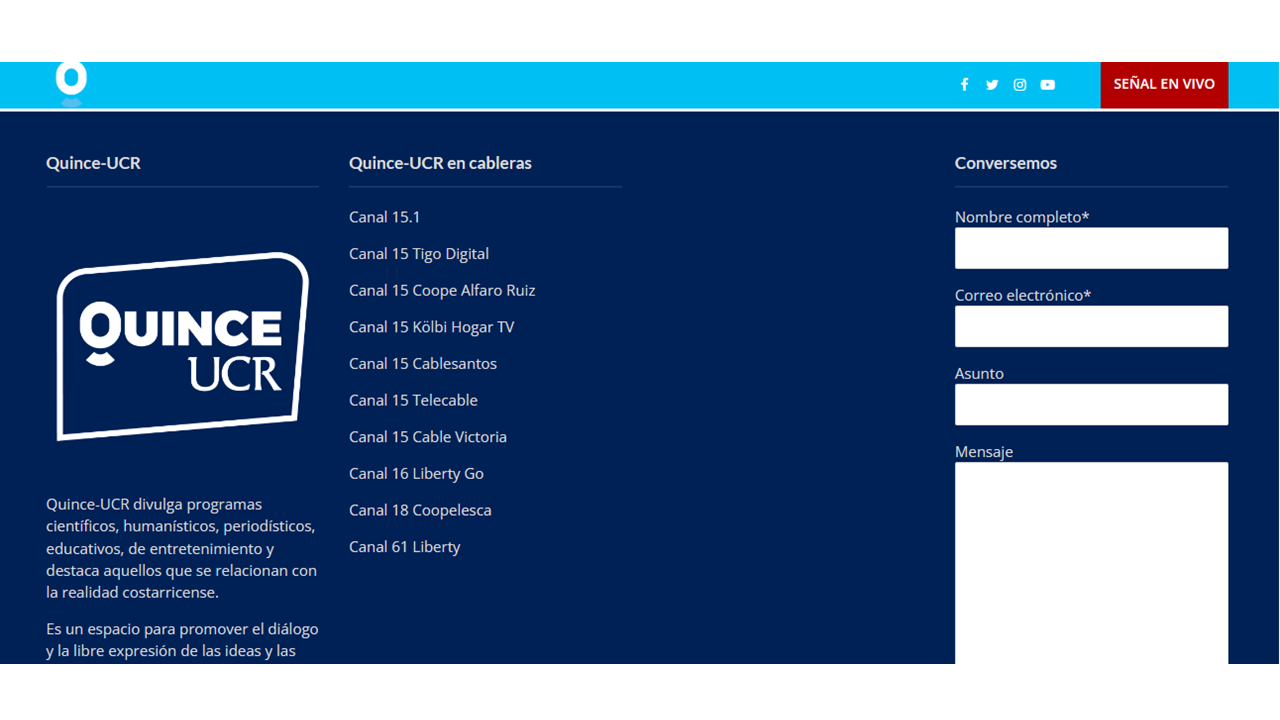 SEÑAL EN VIVO
Quince-UCR
QUINCE
UCR
Quince-UCR divulga programas
científicos, humanísticos, periodísticos,
educativos, de entretenimiento y
destaca aquellos que se relacionan con
la realidad costarricense.
Es un espacio para promover el diálogo
y la libre expresión de las ideas y las
Quince-UCR en cableras
Canal 15.1
Canal 15 Tigo Digital
Canal 15 Coope Alfaro Ruiz
Canal 15 Kölbi Hogar TV
Canal 15 Cablesantos
Canal 15 Telecable
Canal 15 Cable Victoria
Canal 16 Liberty Go
Canal 18 Coopelesca
Canal 61 Liberty
Conversemos
Nombre completo*
Correo electrónico*
Asunto
Mensaje